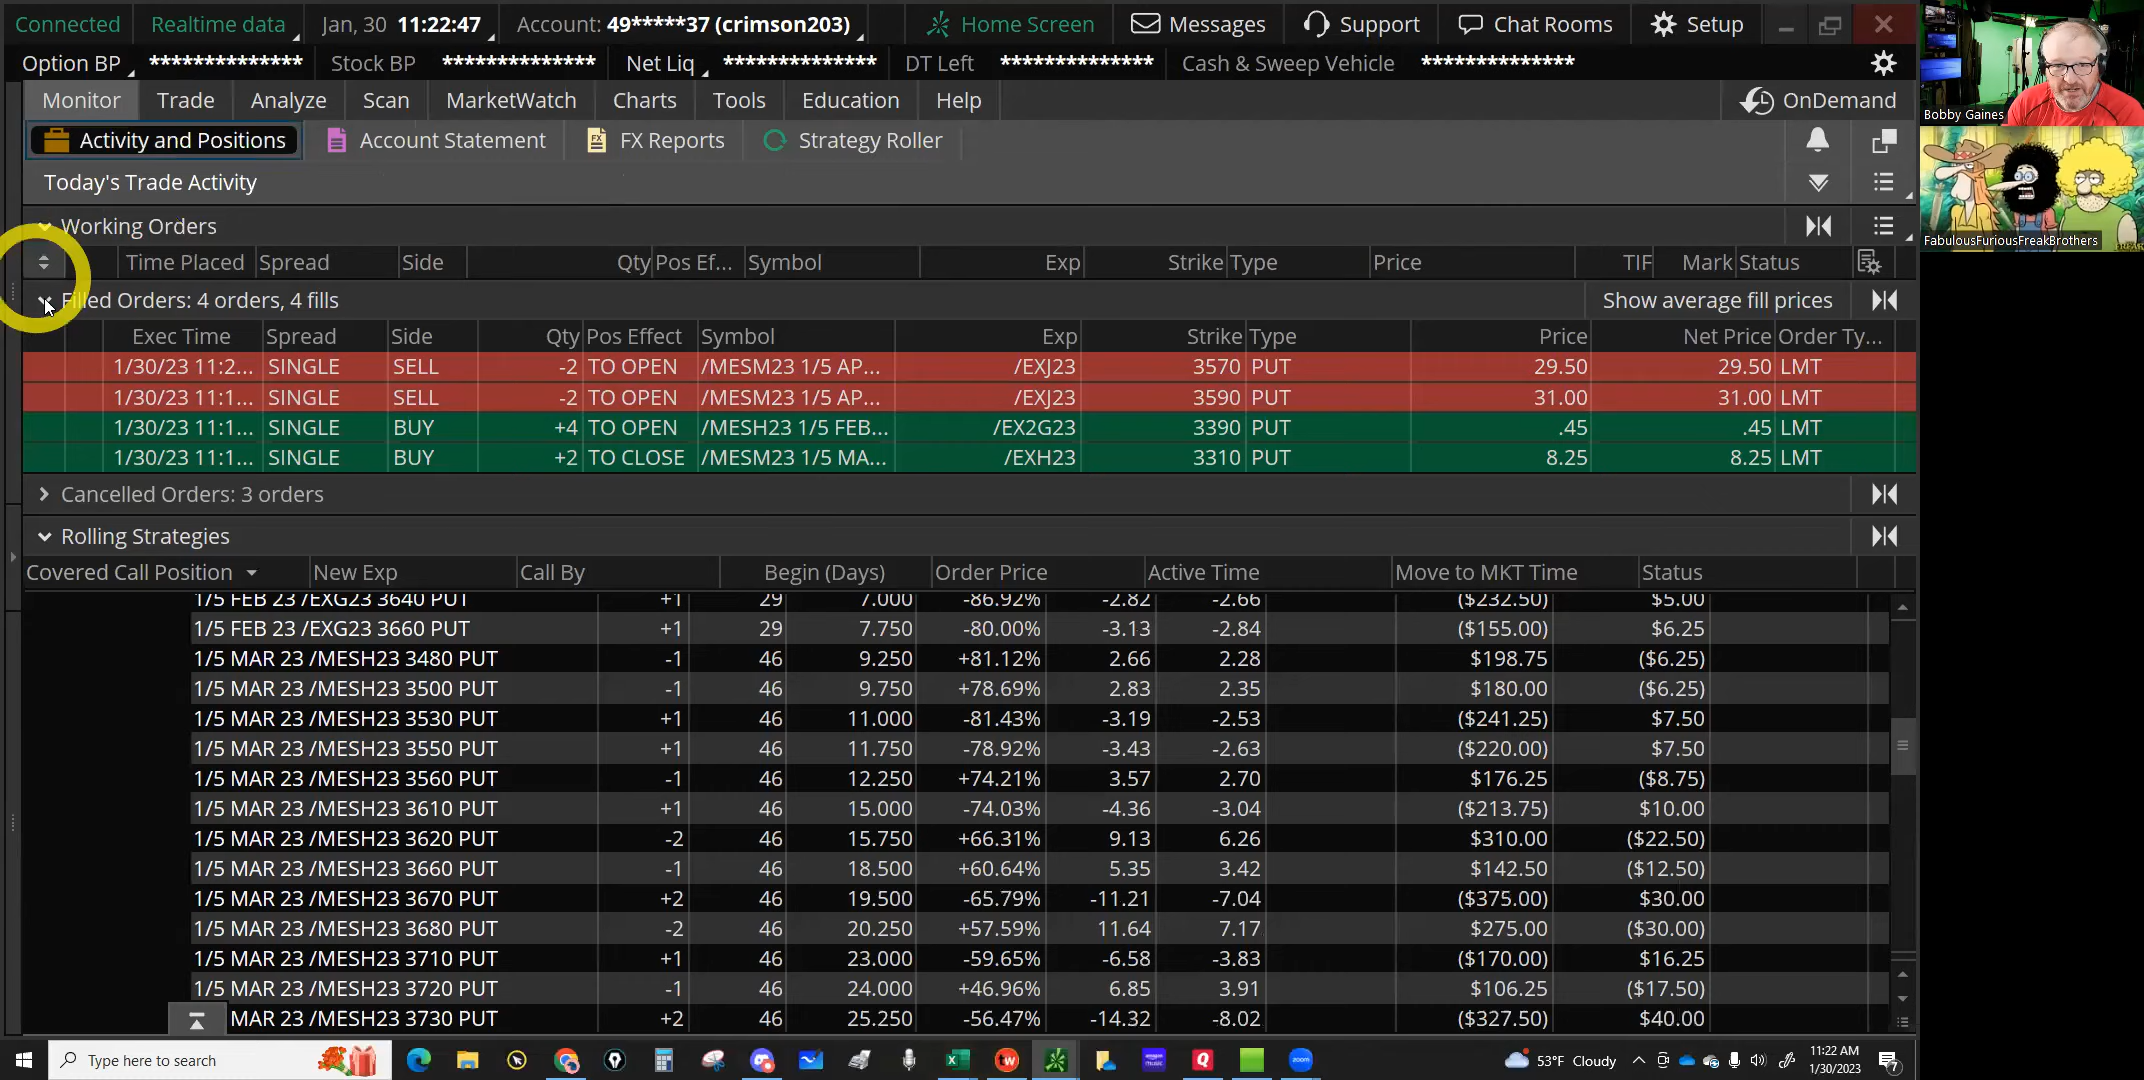 Connected Realtime data Jan, 30 11:22:47 Account: 49*****37 (crimson203) Home Screen Messages Support Chat Rooms Setup
Option BP ************** Stock BP ************** Net Liq ************** DT Left ************** Cash & Sweep Vehicle **************
Monitor Trade Analyze Scan MarketWatch Charts Tools Education Help OnDemand
Bobby Gaines
Activity and Positions Account Statement FX Reports Strategy Roller
Today's Trade Activity
Working Orders
FabulousFuriousFreakBrothers
Time Placed Spread Side Qty Pos Ef... Symbol Exp Strike Type Price TIF Mark Status
Filled Orders: 4 orders, 4 fills Show average fill prices
Exec Time Spread Side Qty Pos Effect Symbol Exp Strike Type Price Net Price Order Ty...
1/30/23 11:2... SINGLE SELL -2 TO OPEN /MESM23 1/5 AP... /EXJ23 3570 PUT 29.50 29.50 LMT
1/30/23 11:1... SINGLE SELL -2 TO OPEN /MESM23 1/5 AP... /EXJ23 3590 PUT 31.00 31.00 LMT
1/30/23 11:1... SINGLE BUY +4 TO OPEN /MESH23 1/5 FEB... /EX2G23 3390 PUT .45 .45 LMT
1/30/23 11:1... SINGLE BUY +2 TO CLOSE /MESM23 1/5 MA... /EXH23 3310 PUT 8.25 8.25 LMT
Cancelled Orders: 3 orders
Rolling Strategies
Covered Call Position New Exp Call By Begin (Days) Order Price Active Time Move to MKT Time Status
1/5 FEB 23 /EXG23 3640 PUT +1 29 7.000 -86.92% -2.82 -2.66 ($232.50) $5.00
1/5 FEB 23 /EXG23 3660 PUT +1 29 7.750 -80.00% -3.13 -2.84 ($155.00) $6.25
1/5 MAR 23 /MESH23 3480 PUT -1 46 9.250 +81.12% 2.66 2.28 $198.75 ($6.25)
1/5 MAR 23 /MESH23 3500 PUT -1 46 9.750 +78.69% 2.83 2.35 $180.00 ($6.25)
1/5 MAR 23 /MESH23 3530 PUT +1 46 11.000 -81.43% -3.19 -2.53 ($241.25) $7.50
1/5 MAR 23 /MESH23 3550 PUT +1 46 11.750 -78.92% -3.43 -2.63 ($220.00) $7.50
1/5 MAR 23 /MESH23 3560 PUT -1 46 12.250 +74.21% 3.57 2.70 $176.25 ($8.75)
1/5 MAR 23 /MESH23 3610 PUT +1 46 15.000 -74.03% -4.36 -3.04 ($213.75) $10.00
1/5 MAR 23 /MESH23 3620 PUT -2 46 15.750 +66.31% 9.13 6.26 $310.00 ($22.50)
1/5 MAR 23 /MESH23 3660 PUT -1 46 18.500 +60.64% 5.35 3.42 $142.50 ($12.50)
1/5 MAR 23 /MESH23 3670 PUT +2 46 19.500 -65.79% -11.21 -7.04 ($375.00) $30.00
1/5 MAR 23 /MESH23 3680 PUT -2 46 20.250 +57.59% 11.64 7.17 $275.00 ($30.00)
1/5 MAR 23 /MESH23 3710 PUT +1 46 23.000 -59.65% -6.58 -3.83 ($170.00) $16.25
1/5 MAR 23 /MESH23 3720 PUT -1 46 24.000 +46.96% 6.85 3.91 $106.25 ($17.50)
MAR 23 /MESH23 3730 PUT +2 46 25.250 -56.47% -14.32 -8.02 ($327.50) $40.00
Type here to search 53°F Cloudy 11:22 AM
1/30/2023